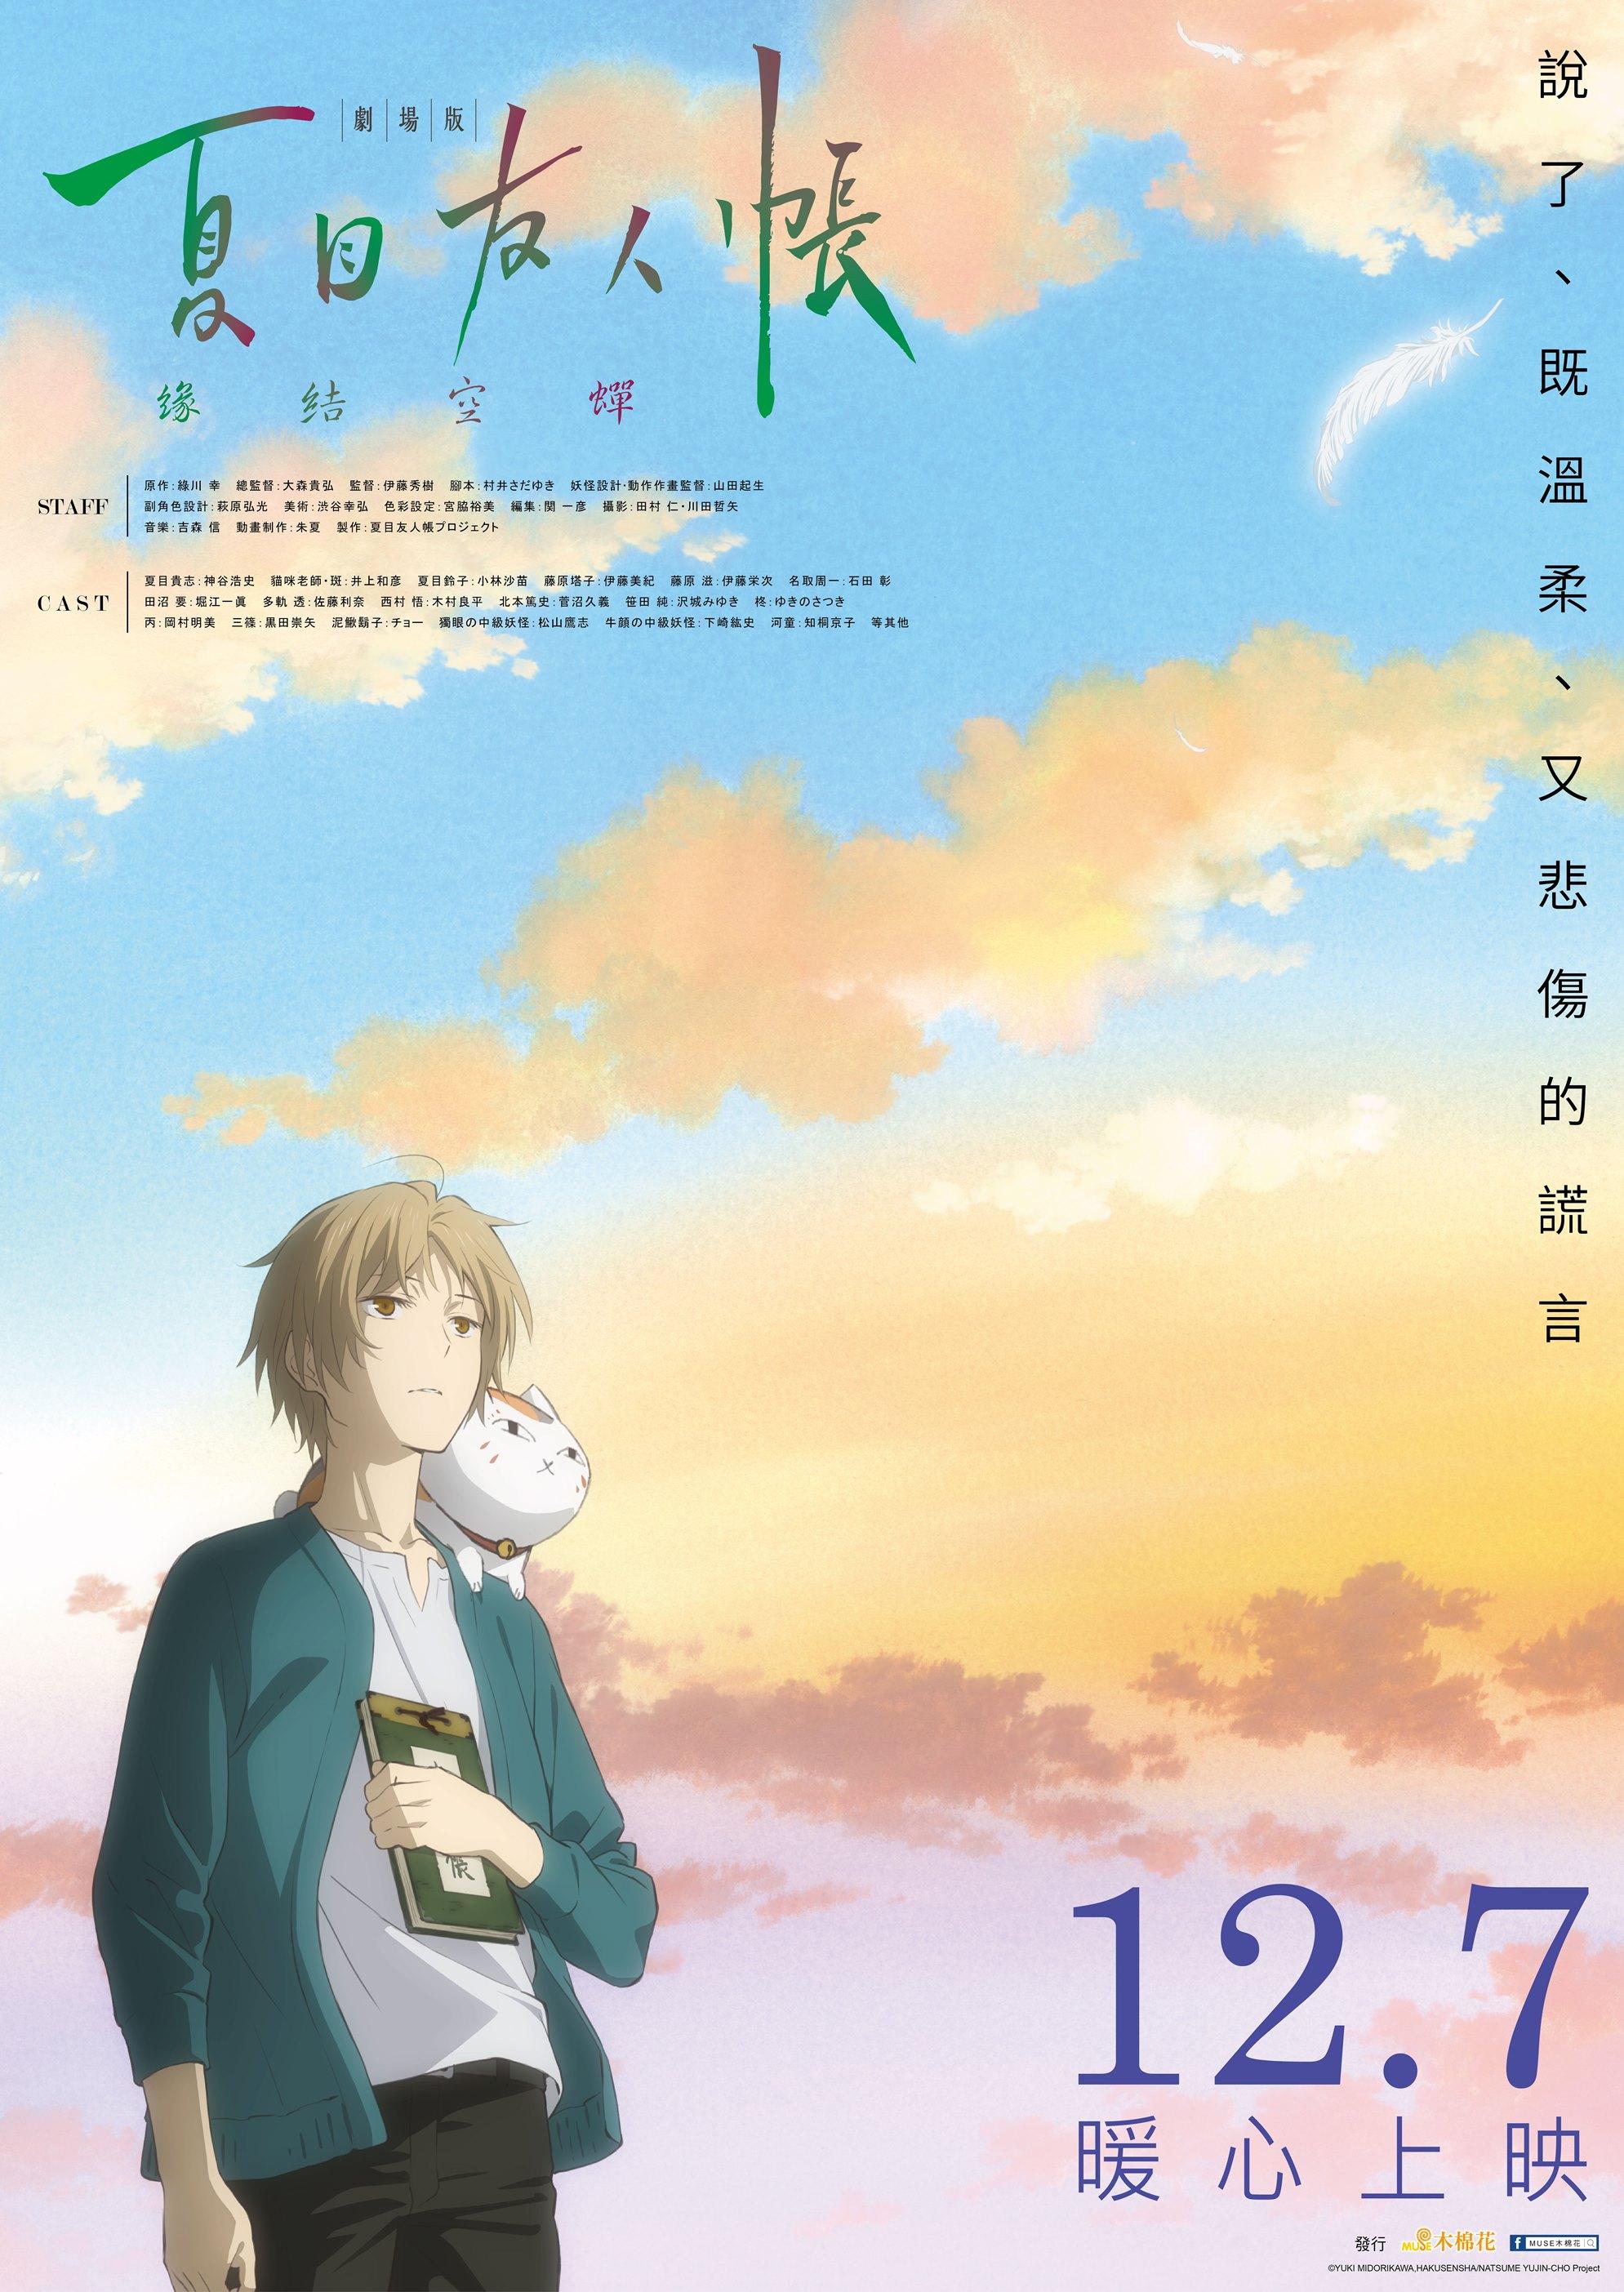 劇場版
夏目友人帳
緣結空蟬
STAFF
原作:綠川 幸　總監督:大森貴弘　監督:伊藤秀樹　腳本:村井さだゆき　妖怪設計・動作作畫監督:山田起生
副角色設計:萩原弘光　美術:渋谷幸弘　色彩設定:宮脇裕美　編集:関 一彦　攝影:田村 仁・川田哲矢
音樂:吉森 信　動畫制作:朱夏　製作:夏目友人帳プロジェクト
CAST
夏目貴志:神谷浩史　貓咪老師・斑:井上和彥　夏目鈴子:小林沙苗　藤原塔子:伊藤美紀　藤原 滋:伊藤栄次　名取周一:石田 彰
田沼 要:堀江一眞　多軌 透:佐藤利奈　西村 悟:木村良平　北本篤史:菅沼久義　笹田 純:沢城みゆき　柊:ゆきのさつき
丙:岡村明美　三篠:黒田崇矢　泥鰍鬍子:チョー　獨眼の中級妖怪:松山鷹志　牛顏の中級妖怪:下崎紘史　河童:知桐京子　等其他
說了、既溫柔、又悲傷的謊言
帳
12.7
暖心上映
發行 MUSE木棉花 f MUSE木棉花
©YUKI MIDORIKAWA,HAKUSENSHA/NATSUME YUJIN-CHO Project